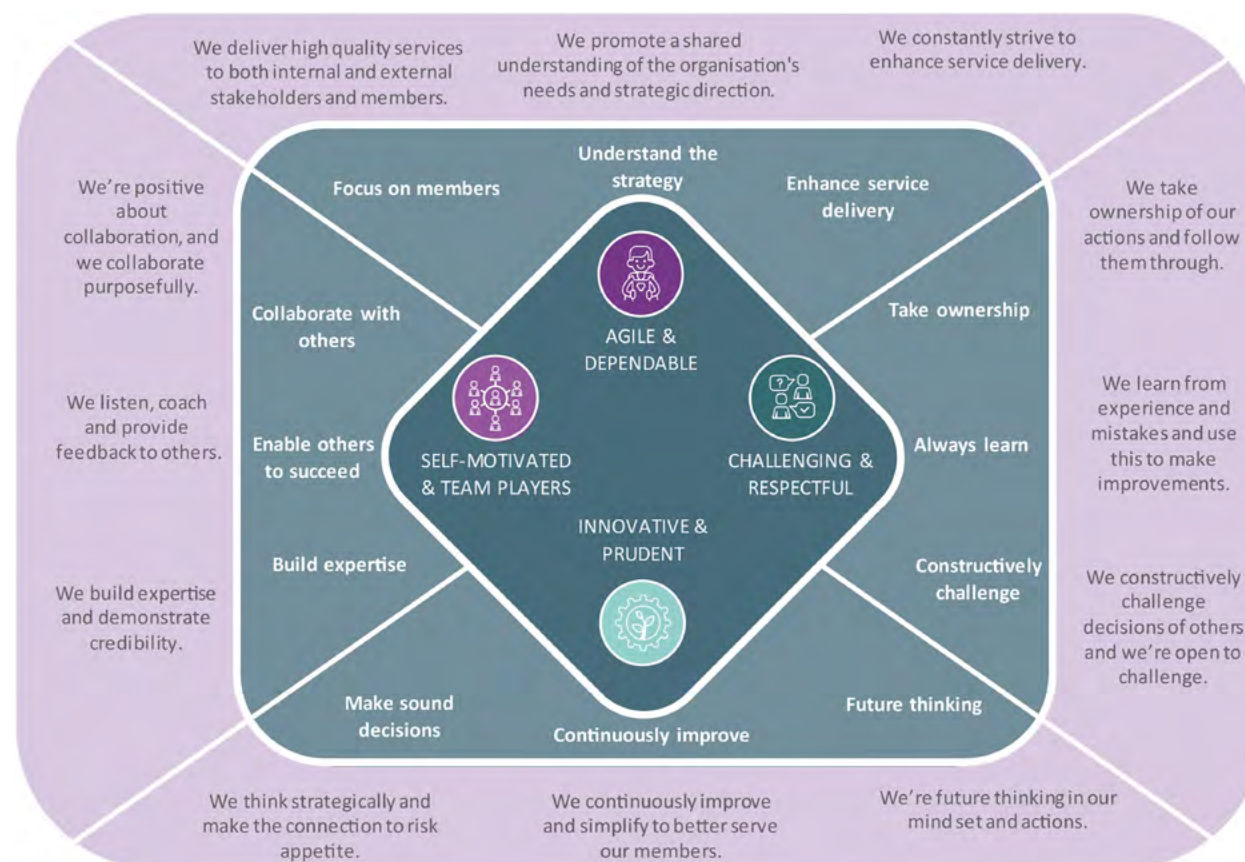 We deliver high quality services
to both internal and external
stakeholders and members.
We promote a shared
understanding of the organisation's
needs and strategic direction.
We constantly strive to
enhance service delivery.
Focus on members
Understand the
strategy
Enhance service
delivery
We're positive
about
collaboration, and
we collaborate
purposefully.
Collaborate with
others
AGILE &
DEPENDABLE
Take ownership
We take
ownership of our
actions and follow
them through.
We listen, coach
and provide
feedback to others.
Enable others
to succeed
SELF-MOTIVATED
& TEAM PLAYERS
?
CHALLENGING &
RESPECTFUL
Always learn
We learn from
experience and
mistakes and use
this to make
improvements.
We build expertise
and demonstrate
credibility.
Build expertise
INNOVATIVE &
PRUDENT
Constructively
challenge
We constructively
challenge
decisions of others
and we're open to
challenge.
Make sound
decisions
Continuously improve
Future thinking
We think strategically and
make the connection to risk
appetite.
We continuously improve
and simplify to better serve
our members.
We're future thinking in our
mind set and actions.